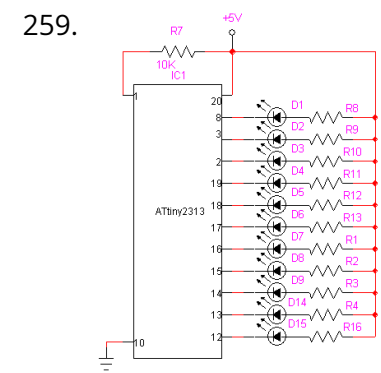 259.
+5V
R7
10K
IC1
1
20
8
D1
R8
3
D2
R9
2
D3
R10
19
D4
R11
18
D5
R12
ATtiny2313
17
D6
R13
16
D7
R1
15
D8
R2
14
D9
R3
13
D14
R4
10
12
D15
R16